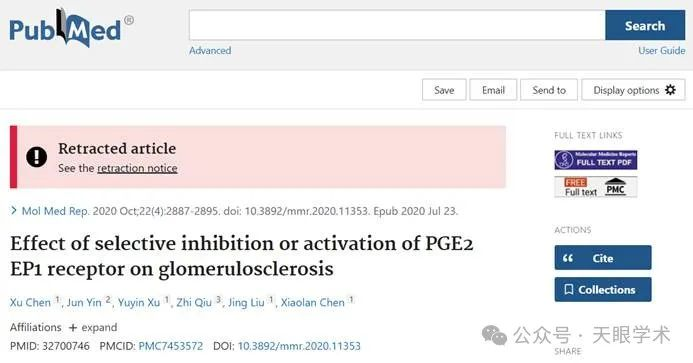 PubMed®
Search
Advanced
User Guide
Save
Email
Send to
Display options
Retracted article
See the retraction notice
FULL TEXT LINKS
Molecular Medicine Reports
FULL TEXT PDF
FREE
Full text
PMC
> Mol Med Rep. 2020 Oct;22(4):2887-2895. doi: 10.3892/mmr.2020.11353. Epub 2020 Jul 23.
Effect of selective inhibition or activation of PGE2
EP1 receptor on glomerulosclerosis
Xu Chen 1, Jun Yin 2, Yuyin Xu 1, Zhi Qiu 3, Jing Liu 1, Xiaolan Chen 1
Affiliations + expand
PMID: 32700746 PMCID: PMC7453572 DOI: 10.3892/mmr.2020.11353
ACTIONS
Cite
Collections
SHARE
公众号 · 天眼学术